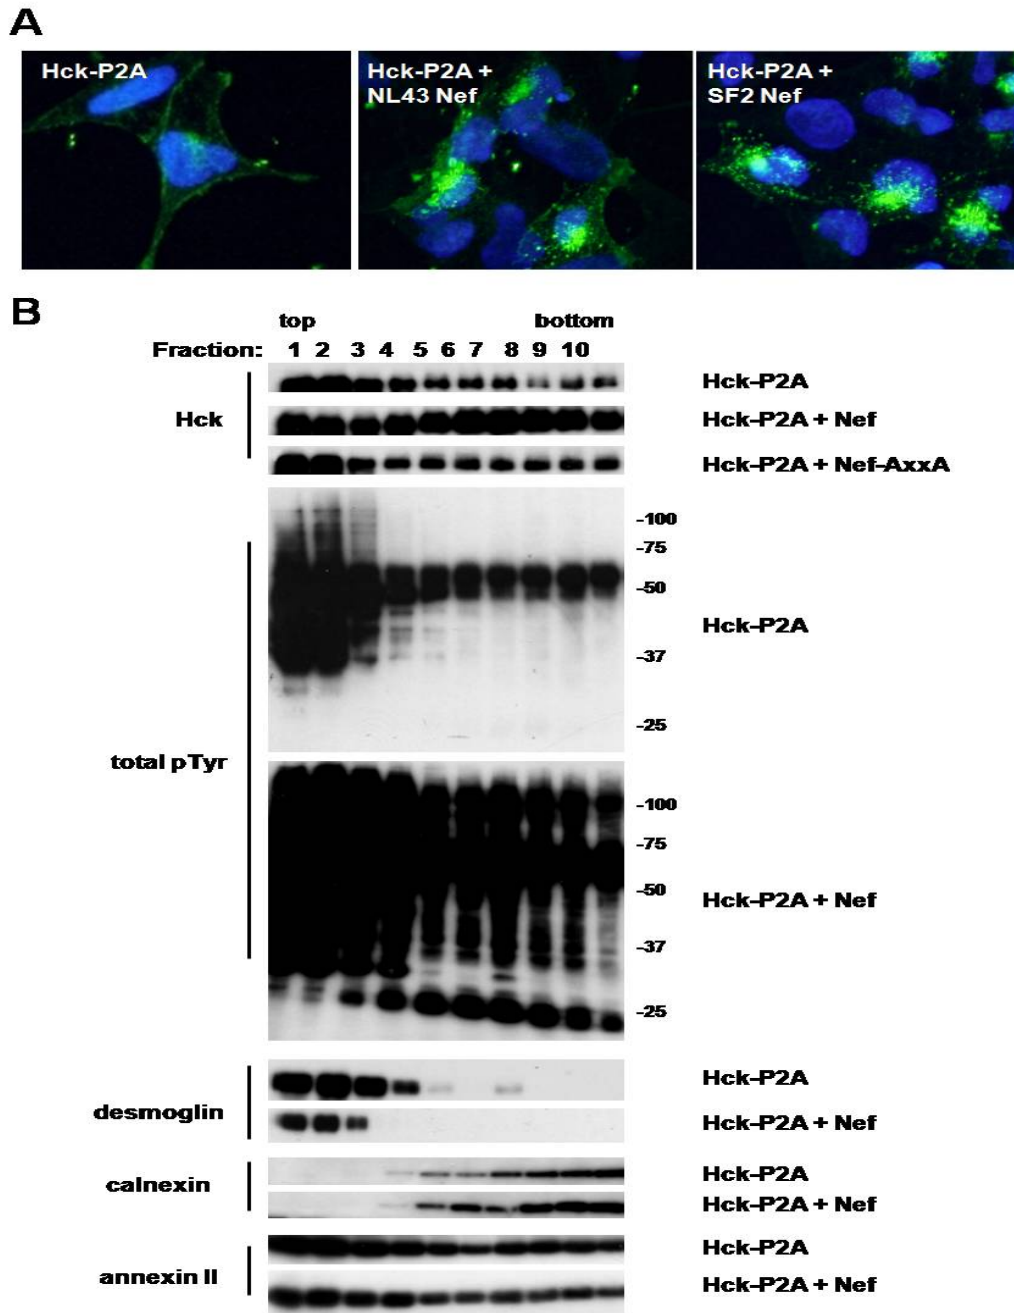 A
Hck-P2A
Hck-P2A +
NL43 Nef
Hck-P2A +
SF2 Nef
B
top bottom
Fraction: 1 2 3 4 5 6 7 8 9 10
Hck
Hck-P2A
Hck-P2A + Nef
Hck-P2A + Nef-AxxA
total pTyr
-100
-75
-50
-37
-25
Hck-P2A
-100
-75
-50
-37
-25
Hck-P2A + Nef
desmoglin
Hck-P2A
Hck-P2A + Nef
calnexin
Hck-P2A
Hck-P2A + Nef
annexin II
Hck-P2A
Hck-P2A + Nef